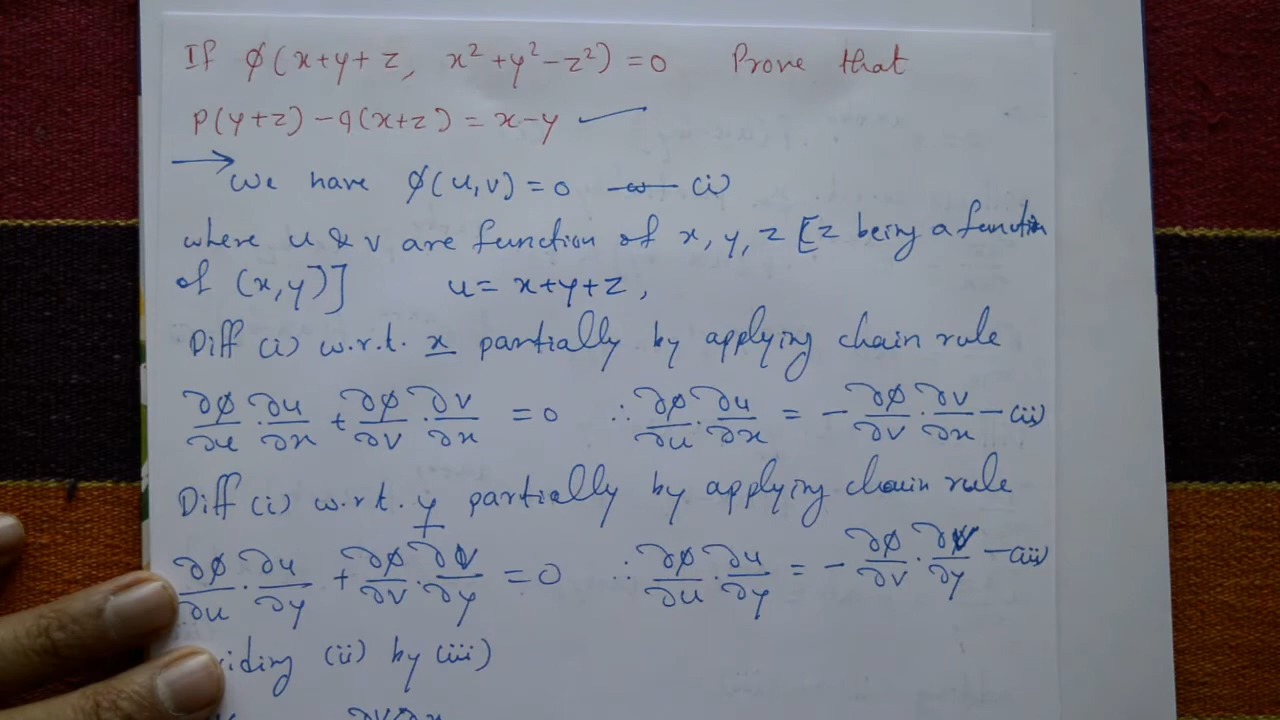 If ϕ(x+y+z, x²+y²-z²) = 0 Prove that
p(y+z) - q(x+z) = x-y
→ We have ϕ(u,v) = 0 — (i)
where u & v are function of x, y, z [z being a function
of (x,y)] u = x+y+z,
Diff (i) w.r.t. x partially by applying chain rule
∂ϕ/∂u · ∂u/∂x + ∂ϕ/∂v · ∂v/∂x = 0 ∴ ∂ϕ/∂u · ∂u/∂x = - ∂ϕ/∂v · ∂v/∂x — (ii)
Diff (i) w.r.t. y partially by applying chain rule
∂ϕ/∂u · ∂u/∂y + ∂ϕ/∂v · ∂v/∂y = 0 ∴ ∂ϕ/∂u · ∂u/∂y = - ∂ϕ/∂v · ∂v/∂y — (iii)
viding (ii) by (iii)